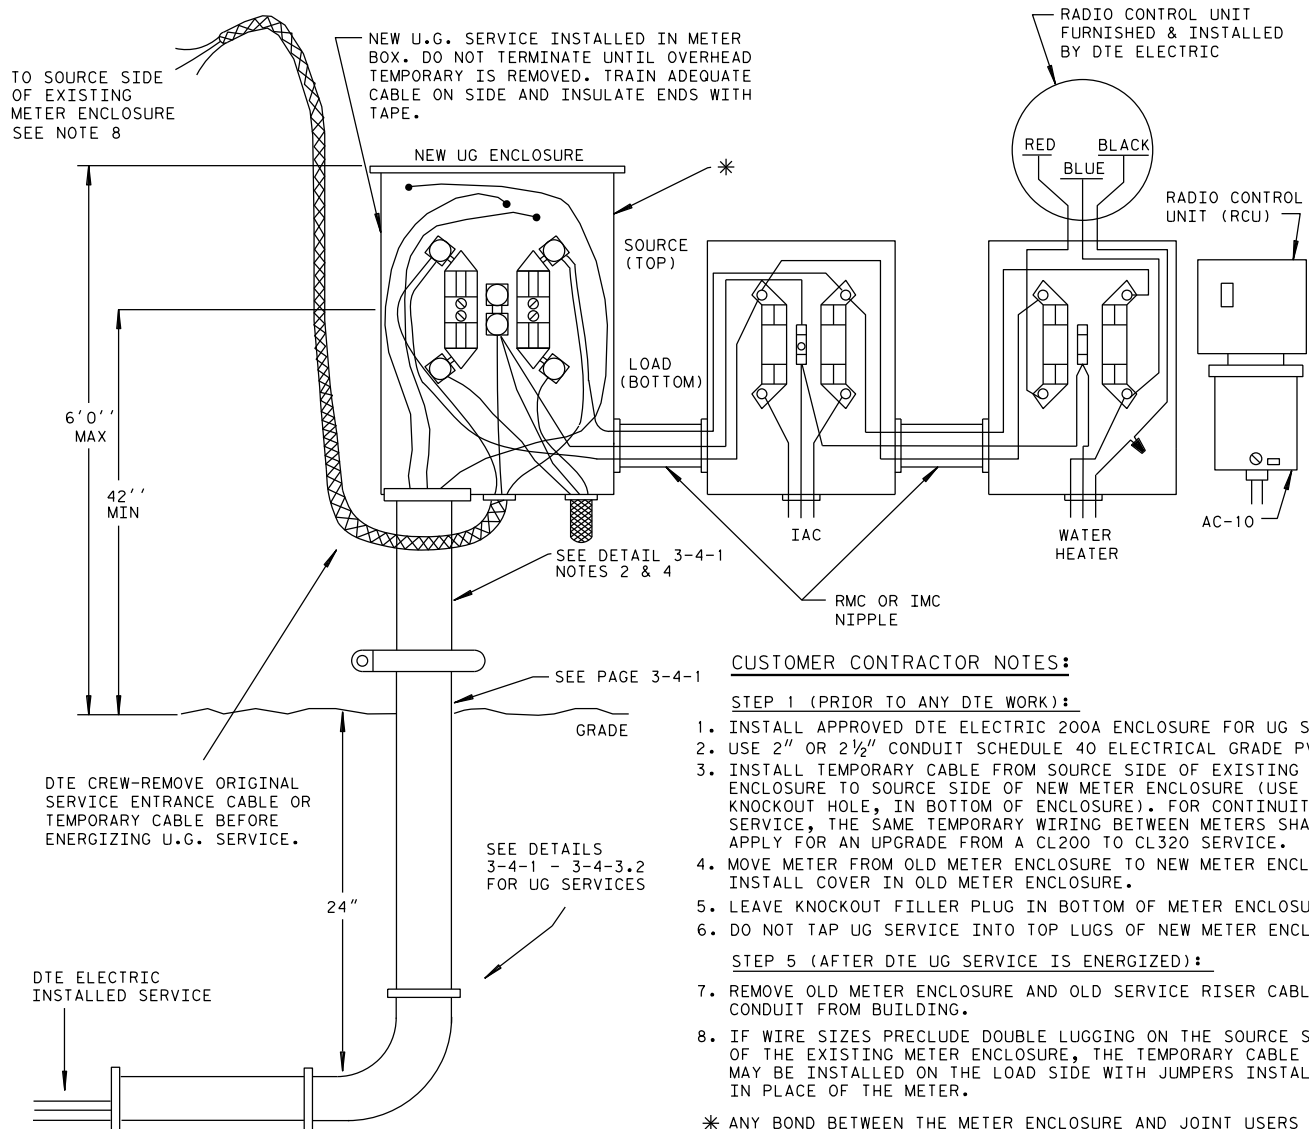 TO SOURCE SIDE
OF EXISTING
METER ENCLOSURE
SEE NOTE 8
NEW U.G. SERVICE INSTALLED IN METER
BOX. DO NOT TERMINATE UNTIL OVERHEAD
TEMPORARY IS REMOVED. TRAIN ADEQUATE
CABLE ON SIDE AND INSULATE ENDS WITH
TAPE.
RADIO CONTROL UNIT
FURNISHED & INSTALLED
BY DTE ELECTRIC
NEW UG ENCLOSURE
*
RED
BLUE
BLACK
RADIO CONTROL
UNIT (RCU)
SOURCE
(TOP)
LOAD
(BOTTOM)
6'0''
MAX
42''
MIN
IAC
WATER
HEATER
AC-10
SEE DETAIL 3-4-1
NOTES 2 & 4
RMC OR IMC
NIPPLE
SEE PAGE 3-4-1
GRADE
DTE CREW-REMOVE ORIGINAL
SERVICE ENTRANCE CABLE OR
TEMPORARY CABLE BEFORE
ENERGIZING U.G. SERVICE.
SEE DETAILS
3-4-1 - 3-4-3.2
FOR UG SERVICES
24"
DTE ELECTRIC
INSTALLED SERVICE
CUSTOMER CONTRACTOR NOTES:
STEP 1 (PRIOR TO ANY DTE WORK):
1. INSTALL APPROVED DTE ELECTRIC 200A ENCLOSURE FOR UG S
2. USE 2" OR 2½" CONDUIT SCHEDULE 40 ELECTRICAL GRADE PV
3. INSTALL TEMPORARY CABLE FROM SOURCE SIDE OF EXISTING
ENCLOSURE TO SOURCE SIDE OF NEW METER ENCLOSURE (USE
KNOCKOUT HOLE, IN BOTTOM OF ENCLOSURE). FOR CONTINUIT
SERVICE, THE SAME TEMPORARY WIRING BETWEEN METERS SHA
APPLY FOR AN UPGRADE FROM A CL200 TO CL320 SERVICE.
4. MOVE METER FROM OLD METER ENCLOSURE TO NEW METER ENCL
INSTALL COVER IN OLD METER ENCLOSURE.
5. LEAVE KNOCKOUT FILLER PLUG IN BOTTOM OF METER ENCLOSU
6. DO NOT TAP UG SERVICE INTO TOP LUGS OF NEW METER ENCL
STEP 5 (AFTER DTE UG SERVICE IS ENERGIZED):
7. REMOVE OLD METER ENCLOSURE AND OLD SERVICE RISER CABL
CONDUIT FROM BUILDING.
8. IF WIRE SIZES PRECLUDE DOUBLE LUGGING ON THE SOURCE S
OF THE EXISTING METER ENCLOSURE, THE TEMPORARY CABLE
MAY BE INSTALLED ON THE LOAD SIDE WITH JUMPERS INSTAL
IN PLACE OF THE METER.
* ANY BOND BETWEEN THE METER ENCLOSURE AND JOINT USERS